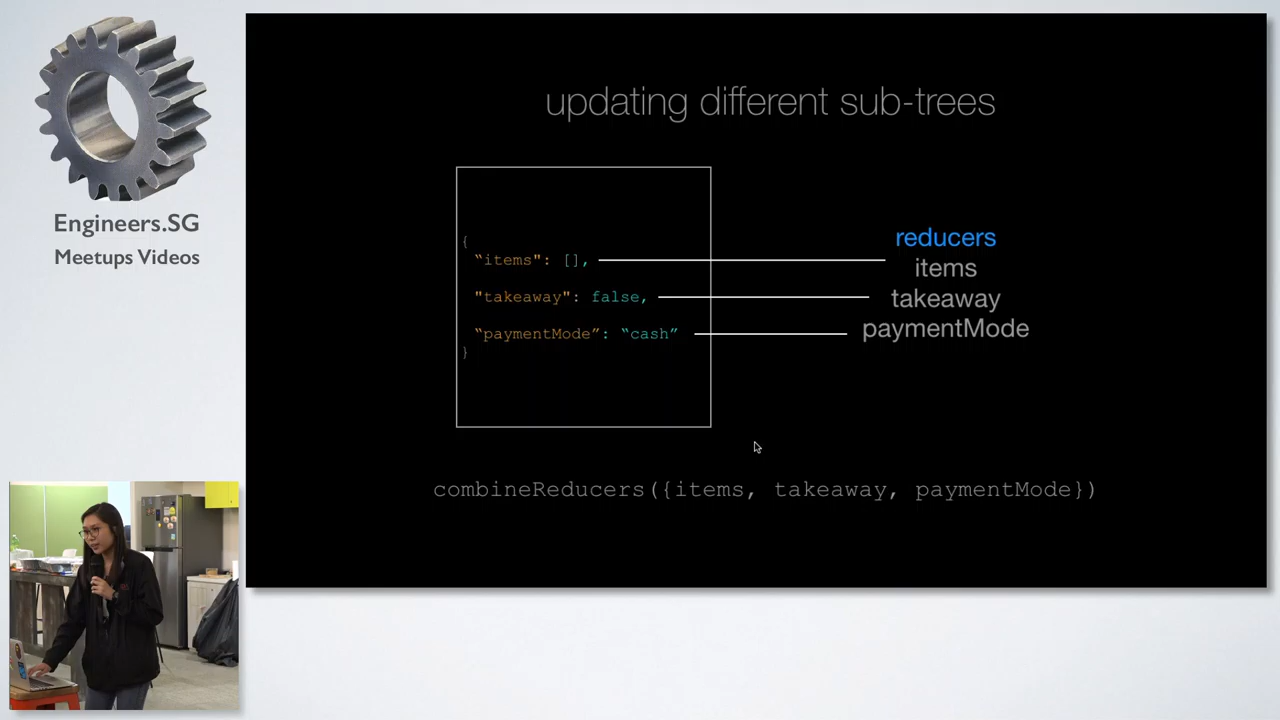 Engineers.SG
Meetups Videos
updating different sub-trees
{
“items": [],
"takeaway": false,
“paymentMode”: “cash”
}
reducers
items
takeaway
paymentMode
combineReducers({items, takeaway, paymentMode})